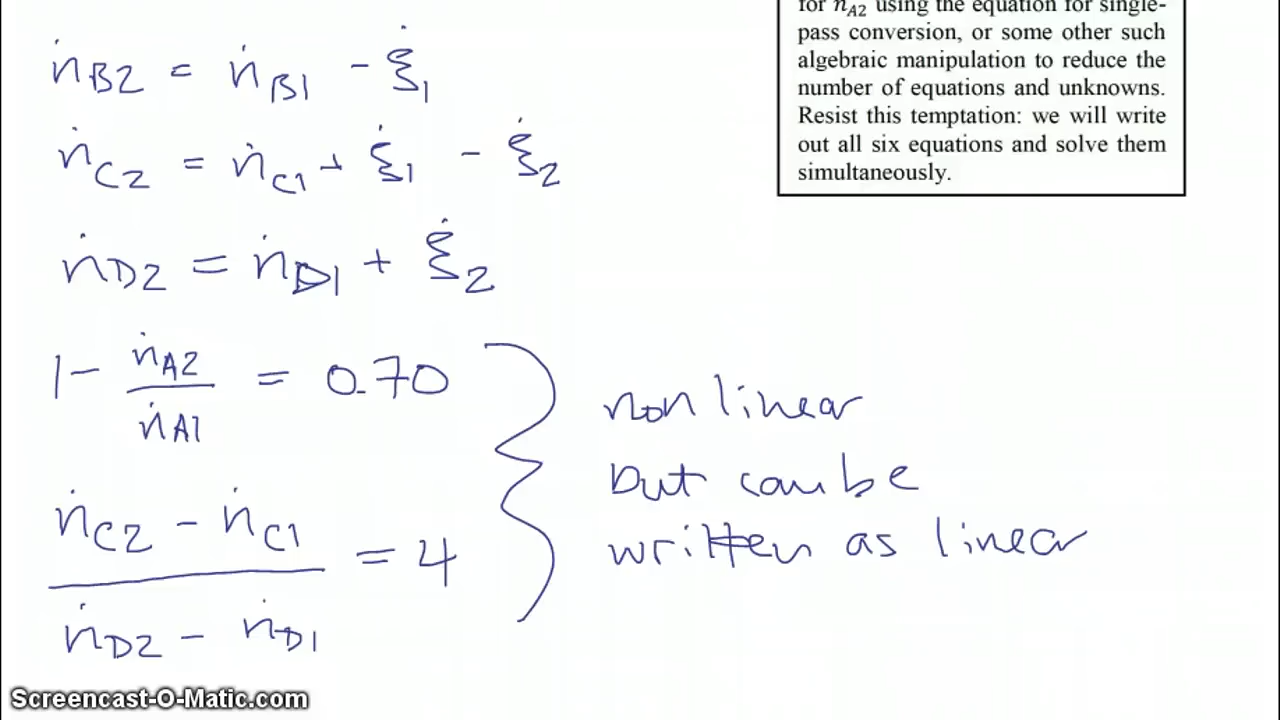 ṅB2 = ṅB1 - ξ̇1
ṅC2 = ṅC1 + ξ̇1 - ξ̇2
ṅD2 = ṅD1 + ξ̇2
1 - ṅA2/ṅA1 = 0.70
ṅC2 - ṅC1
= 4
ṅD2 - ṅD1
non linear
but can be
written as linear
for ṅA2 using the equation for single-
pass conversion, or some other such
algebraic manipulation to reduce the
number of equations and unknowns.
Resist this temptation: we will write
out all six equations and solve them
simultaneously.
Screencast-O-Matic.com